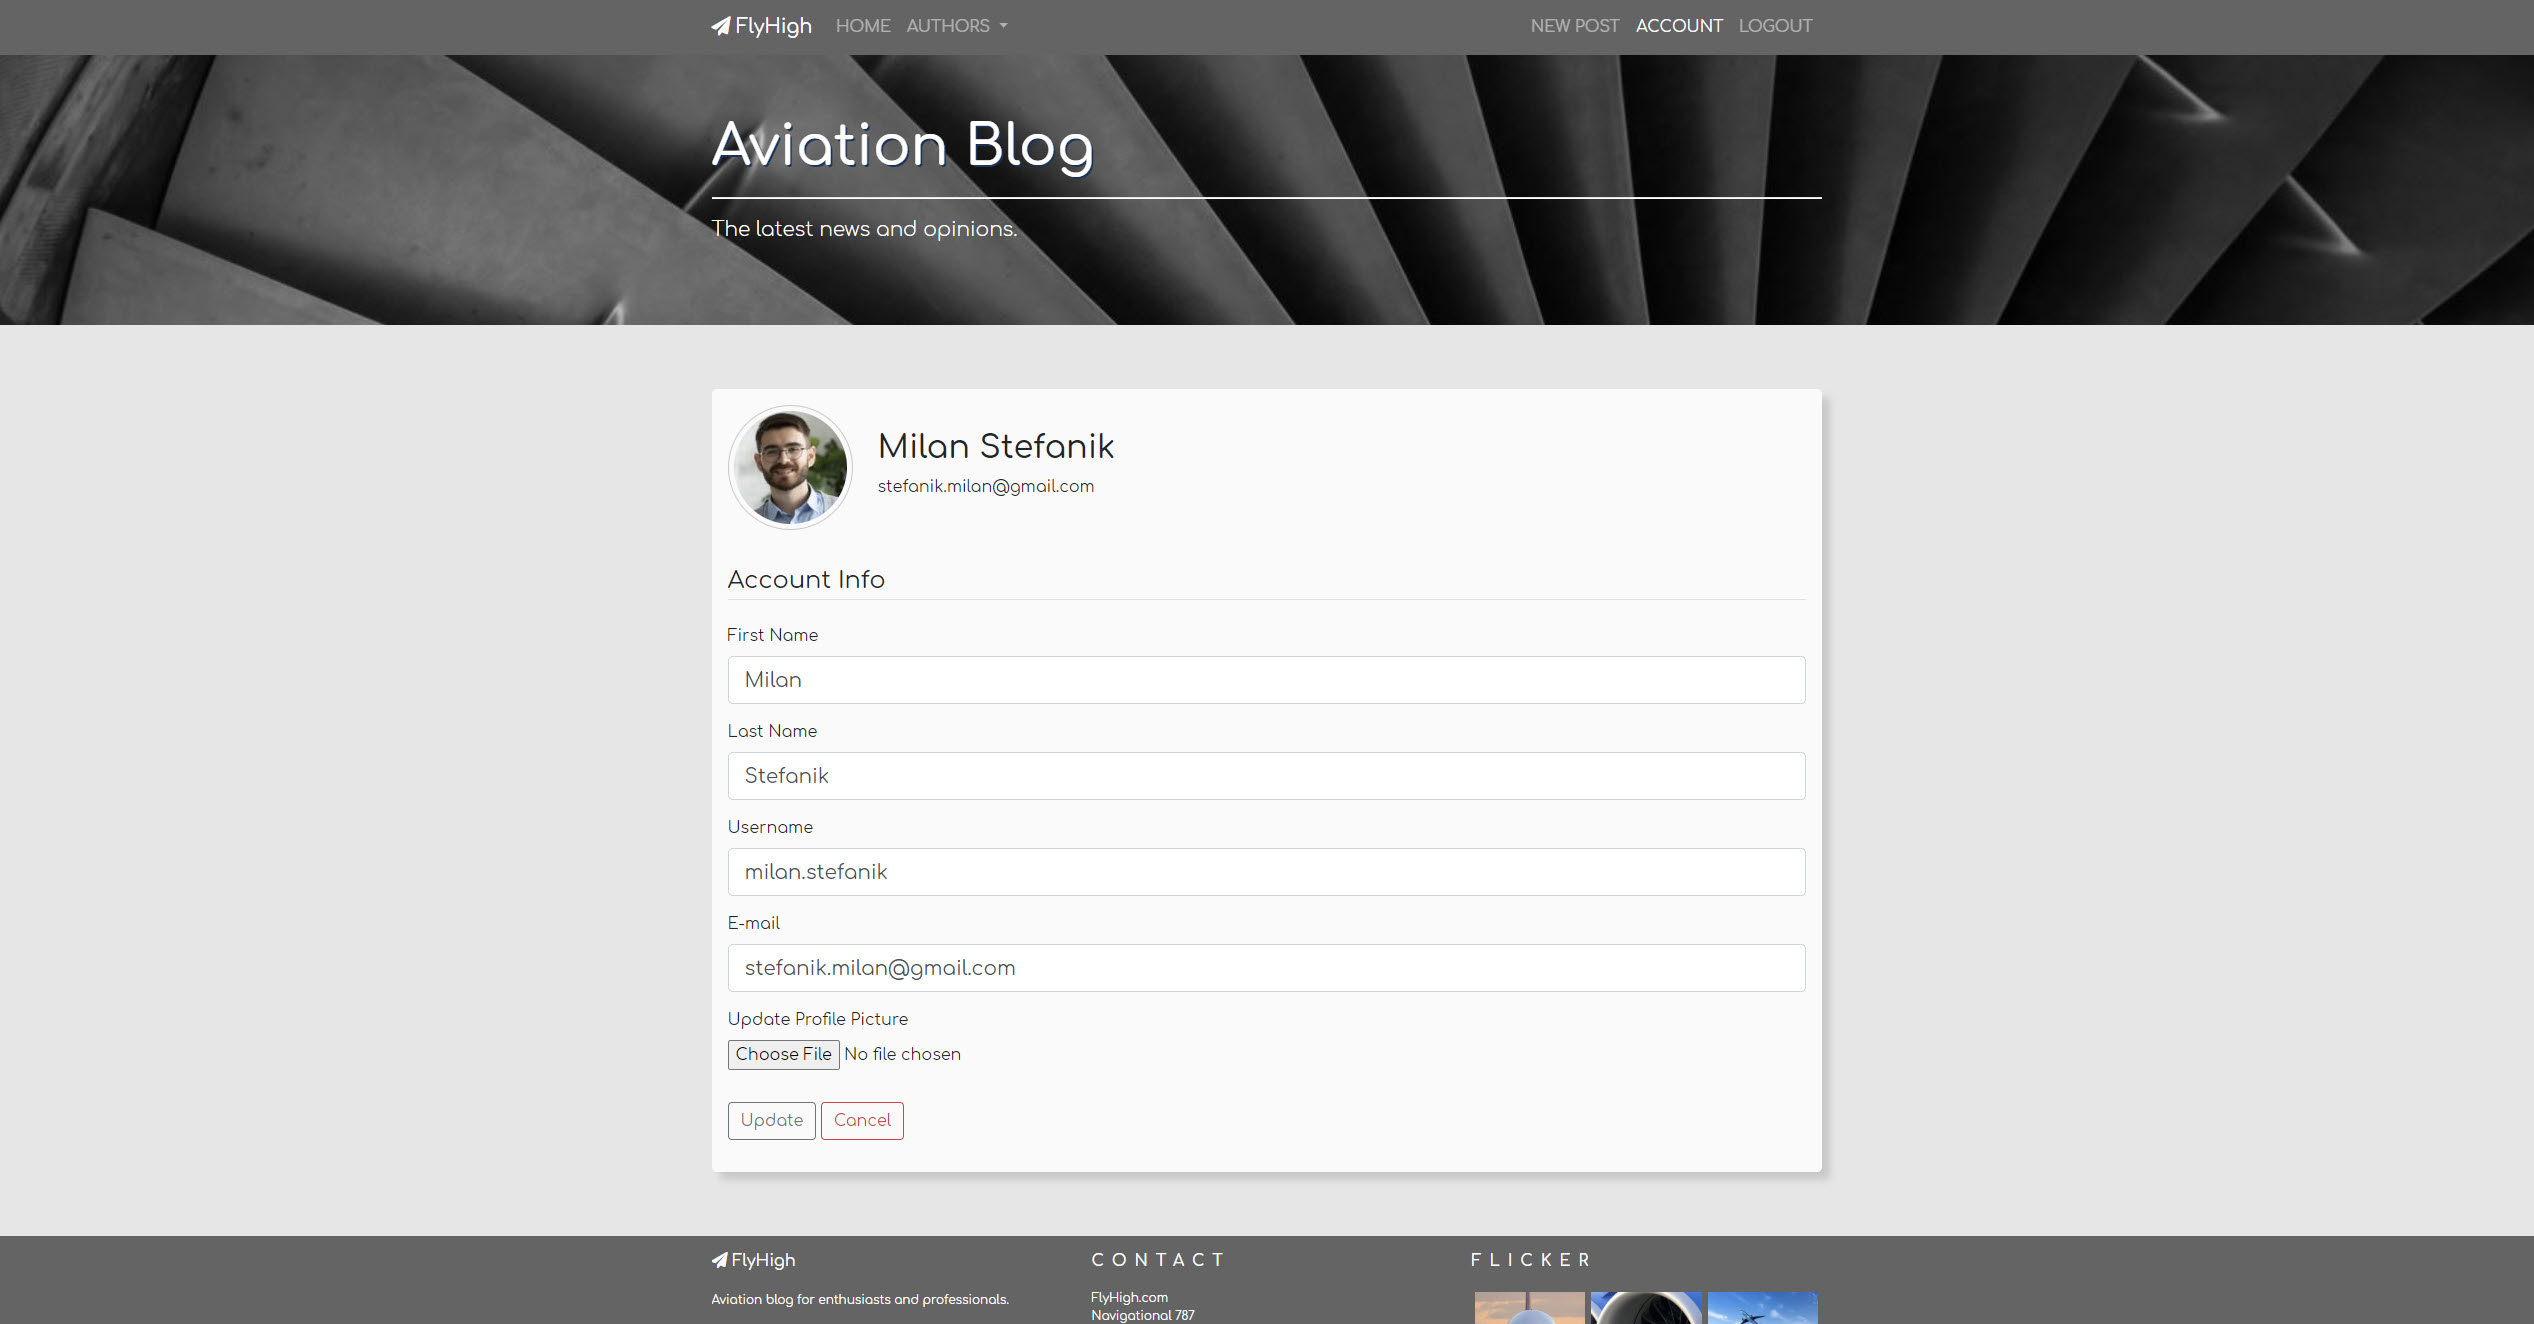 FlyHigh HOME AUTHORS NEW POST ACCOUNT LOGOUT
Aviation Blog
The latest news and opinions.
Milan Stefanik
stefanik.milan@gmail.com
Account Info
First Name
Milan
Last Name
Stefanik
Username
milan.stefanik
E-mail
stefanik.milan@gmail.com
Update Profile Picture
Choose File No file chosen
Update Cancel
FlyHigh
Aviation blog for enthusiasts and professionals.
CONTACT
FlyHigh.com
Navigational 787
FLICKER